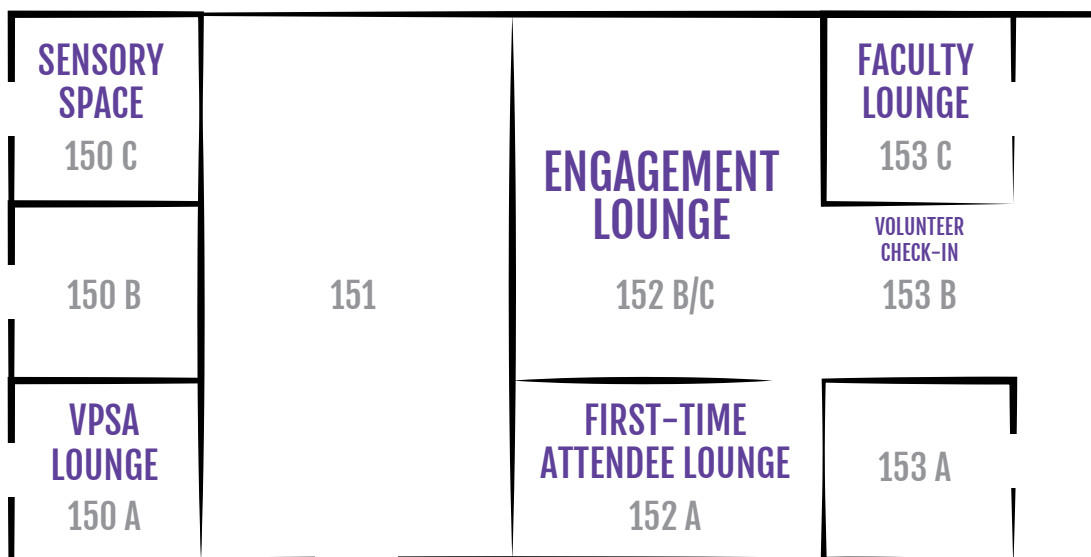 SENSORY
SPACE
150 C
150 B
VPSA
LOUNGE
150 A
151
ENGAGEMENT
LOUNGE
152 B/C
FIRST-TIME
ATTENDEE LOUNGE
152 A
FACULTY
LOUNGE
153 C
VOLUNTEER
CHECK-IN
153 B
153 A